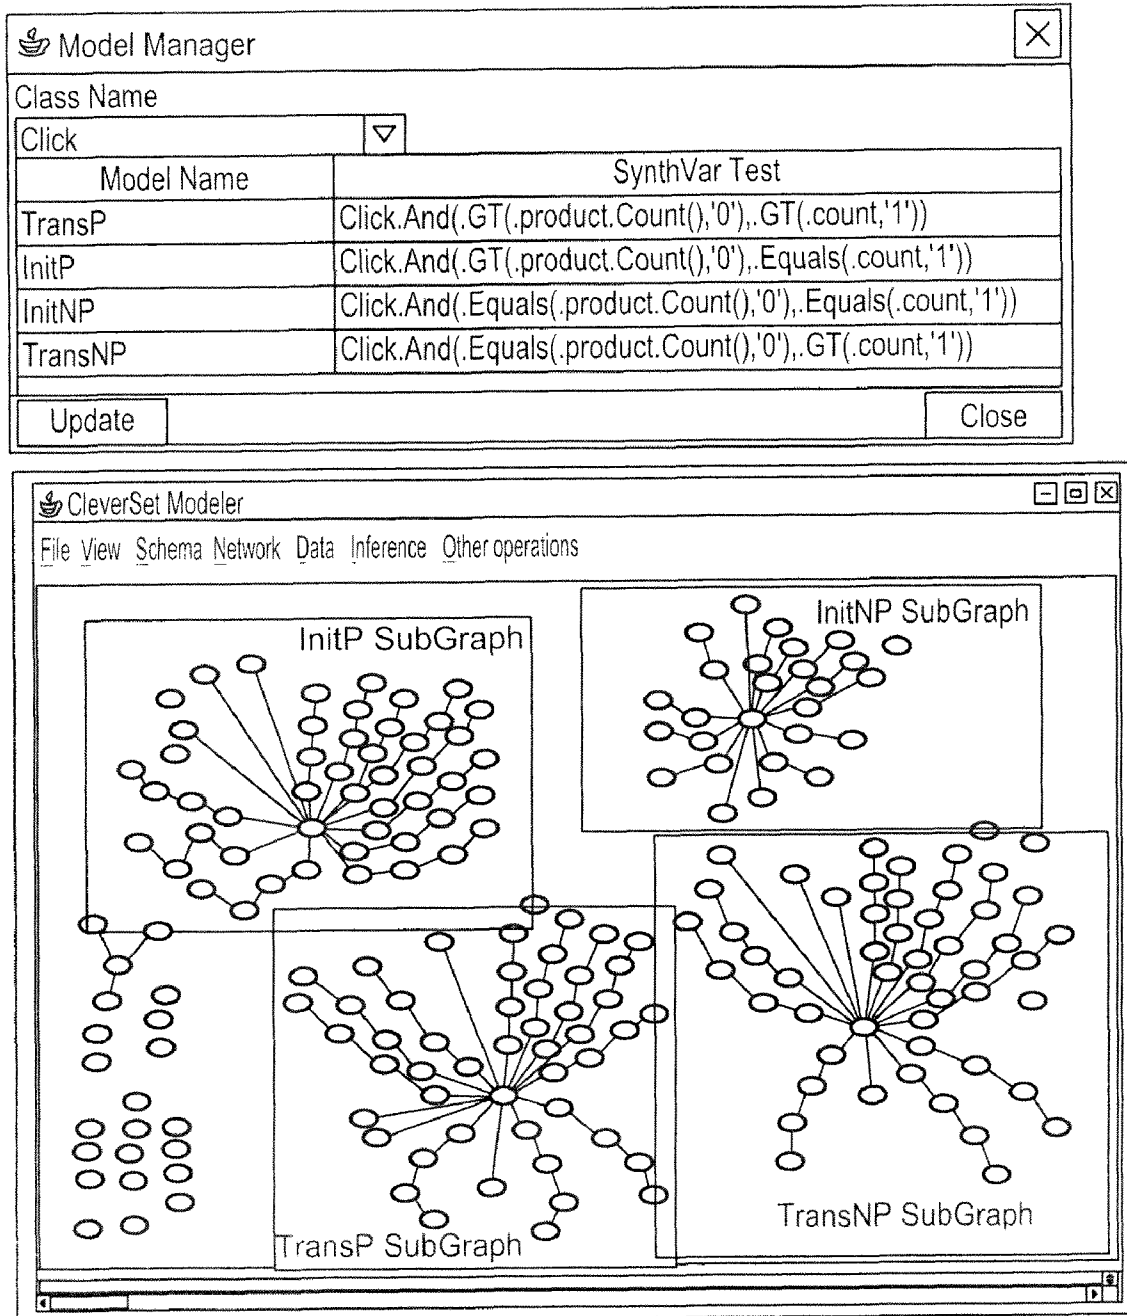 Model Manager
Class Name
Click
Model Name SynthVar Test
TransP Click.And(.GT(.product.Count(),'0'),.GT(.count,'1'))
InitP Click.And(.GT(.product.Count(),'0'),.Equals(.count,'1'))
InitNP Click.And(.Equals(.product.Count(),'0'),.Equals(.count,'1'))
TransNP Click.And(.Equals(.product.Count(),'0'),.GT(.count,'1'))
Update Close
CleverSet Modeler
File View Schema Network Data Inference Other operations
InitP SubGraph
InitNP SubGraph
TransP SubGraph
TransNP SubGraph